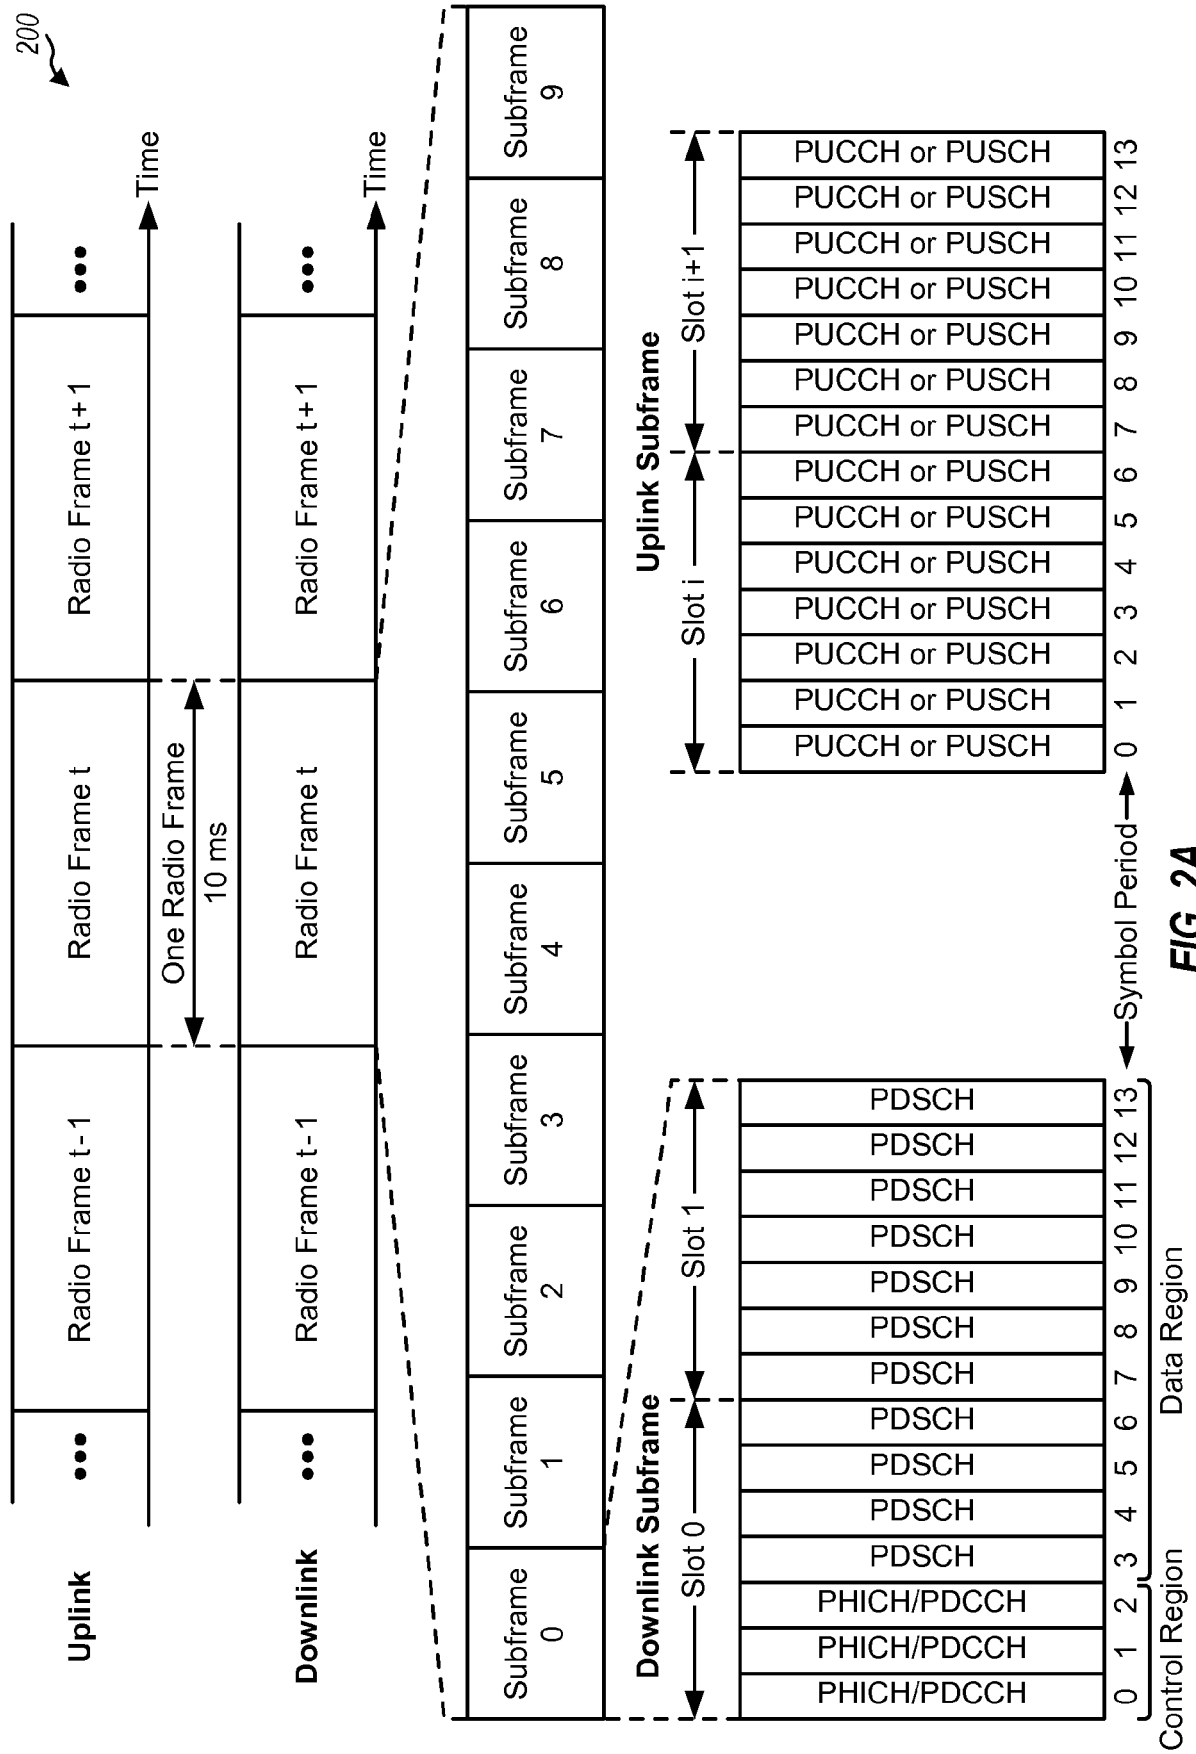 200
Uplink
•••
Radio Frame t-1
Radio Frame t
Radio Frame t+1
•••
Time
One Radio Frame
10 ms
Downlink
•••
Radio Frame t-1
Radio Frame t
Radio Frame t+1
•••
Time
Subframe
0
Subframe
1
Subframe
2
Subframe
3
Subframe
4
Subframe
5
Subframe
6
Subframe
7
Subframe
8
Subframe
9
Downlink Subframe
Slot 0
Slot 1
PHICH/PDCCH
PHICH/PDCCH
PHICH/PDCCH
PDSCH
PDSCH
PDSCH
PDSCH
PDSCH
PDSCH
PDSCH
PDSCH
PDSCH
PDSCH
PDSCH
0 1 2 3 4 5 6 7 8 9 10 11 12 13
Control Region
Data Region
Symbol Period
Uplink Subframe
Slot i
Slot i+1
PUCCH or PUSCH
PUCCH or PUSCH
PUCCH or PUSCH
PUCCH or PUSCH
PUCCH or PUSCH
PUCCH or PUSCH
PUCCH or PUSCH
PUCCH or PUSCH
PUCCH or PUSCH
PUCCH or PUSCH
PUCCH or PUSCH
PUCCH or PUSCH
PUCCH or PUSCH
PUCCH or PUSCH
0 1 2 3 4 5 6 7 8 9 10 11 12 13
FIG. 2A